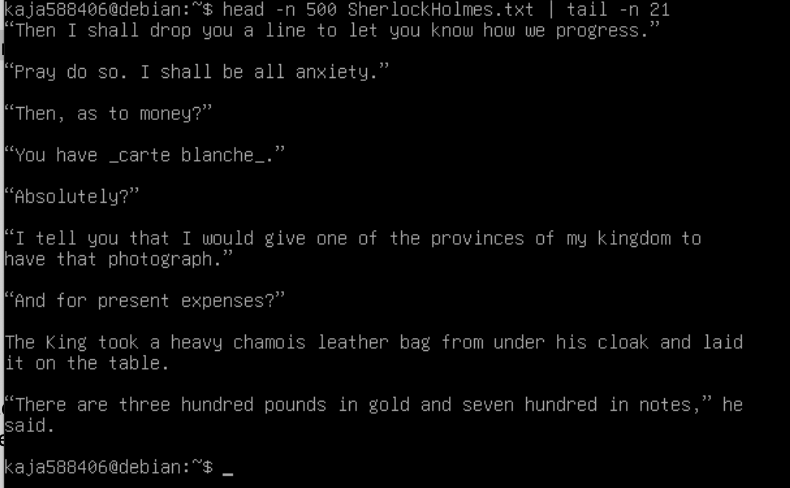 kaja588406@debian:~$ head -n 500 SherlockHolmes.txt | tail -n 21
“Then I shall drop you a line to let you know how we progress.”
“Pray do so. I shall be all anxiety.”
“Then, as to money?”
“You have _carte blanche_.”
“Absolutely?”
“I tell you that I would give one of the provinces of my kingdom to
have that photograph.”
“And for present expenses?”
The King took a heavy chamois leather bag from under his cloak and laid
it on the table.
“There are three hundred pounds in gold and seven hundred in notes,” he
said.
kaja588406@debian:~$ _